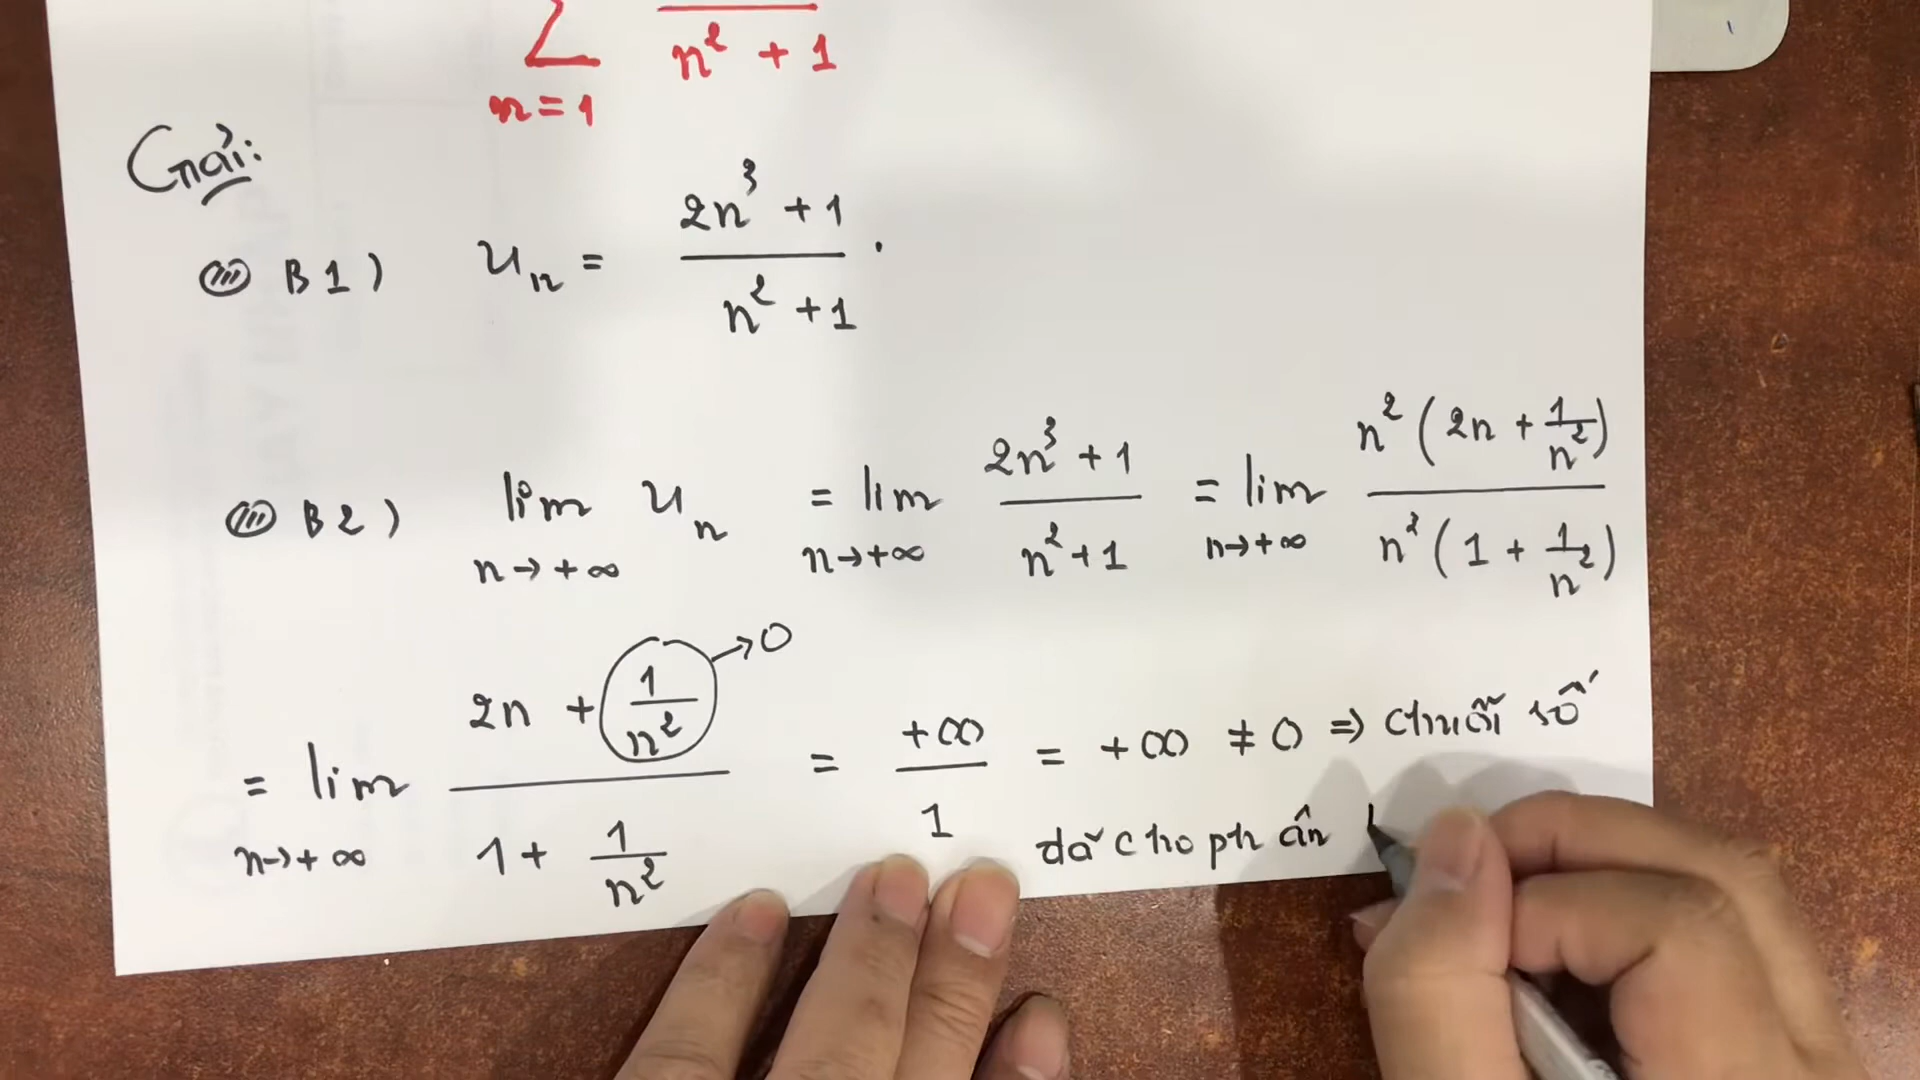 ∑ n² + 1
n = 1
Giải:
B1) uₙ = (2n³ + 1)/(n² + 1) .
B2) lim n→+∞ uₙ = lim n→+∞ (2n³ + 1)/(n² + 1) = lim n→+∞ n²(2n + 1/n²)/n²(1 + 1/n²)
= lim n→+∞ (2n + 1/n²)/(1 + 1/n²) →0 = +∞/1 = +∞ ≠ 0 ⇒ chuỗi số
đã cho phân